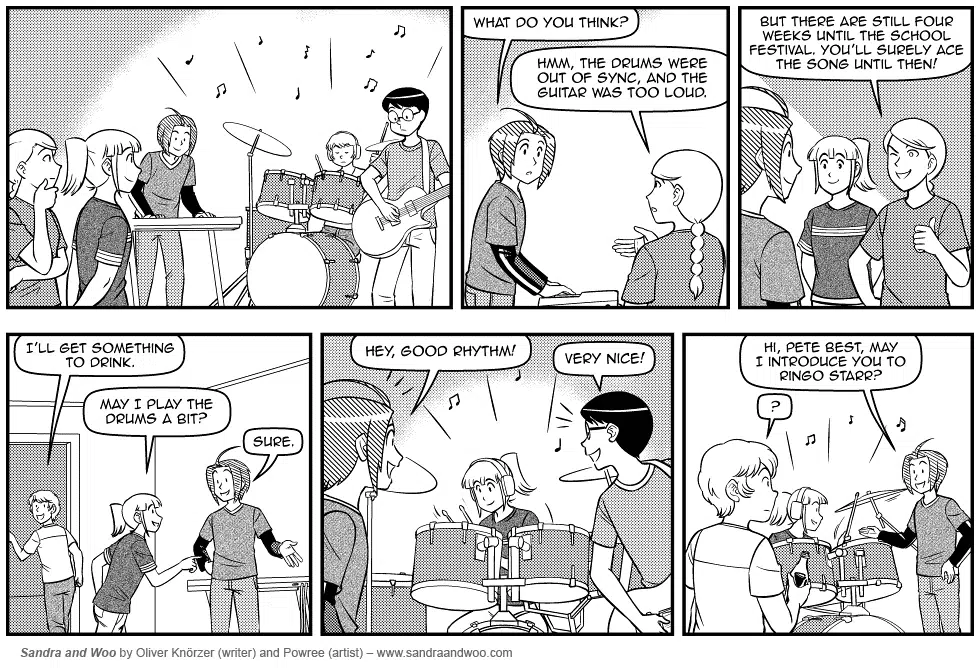 WHAT DO YOU THINK?
HMM, THE DRUMS WERE
OUT OF SYNC, AND THE
GUITAR WAS TOO LOUD.
BUT THERE ARE STILL FOUR
WEEKS UNTIL THE SCHOOL
FESTIVAL. YOU'LL SURELY ACE
THE SONG UNTIL THEN!
I'LL GET SOMETHING
TO DRINK.
MAY I PLAY THE
DRUMS A BIT?
SURE.
HEY, GOOD RHYTHM!
VERY NICE!
HI, PETE BEST, MAY
I INTRODUCE YOU TO
RINGO STARR?
?
Sandra and Woo by Oliver Knörzer (writer) and Powree (artist) – www.sandraandwoo.com